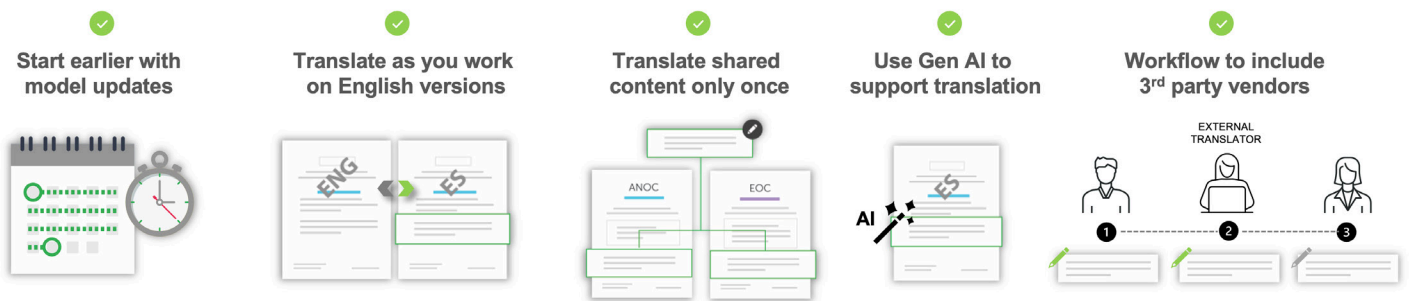 Start earlier with
model updates
Translate as you work
on English versions
ENG
ES
Translate shared
content only once
ANOC
EOC
Use Gen AI to
support translation
ES
AI
Workflow to include
3rd party vendors
EXTERNAL
TRANSLATOR
1
2
3